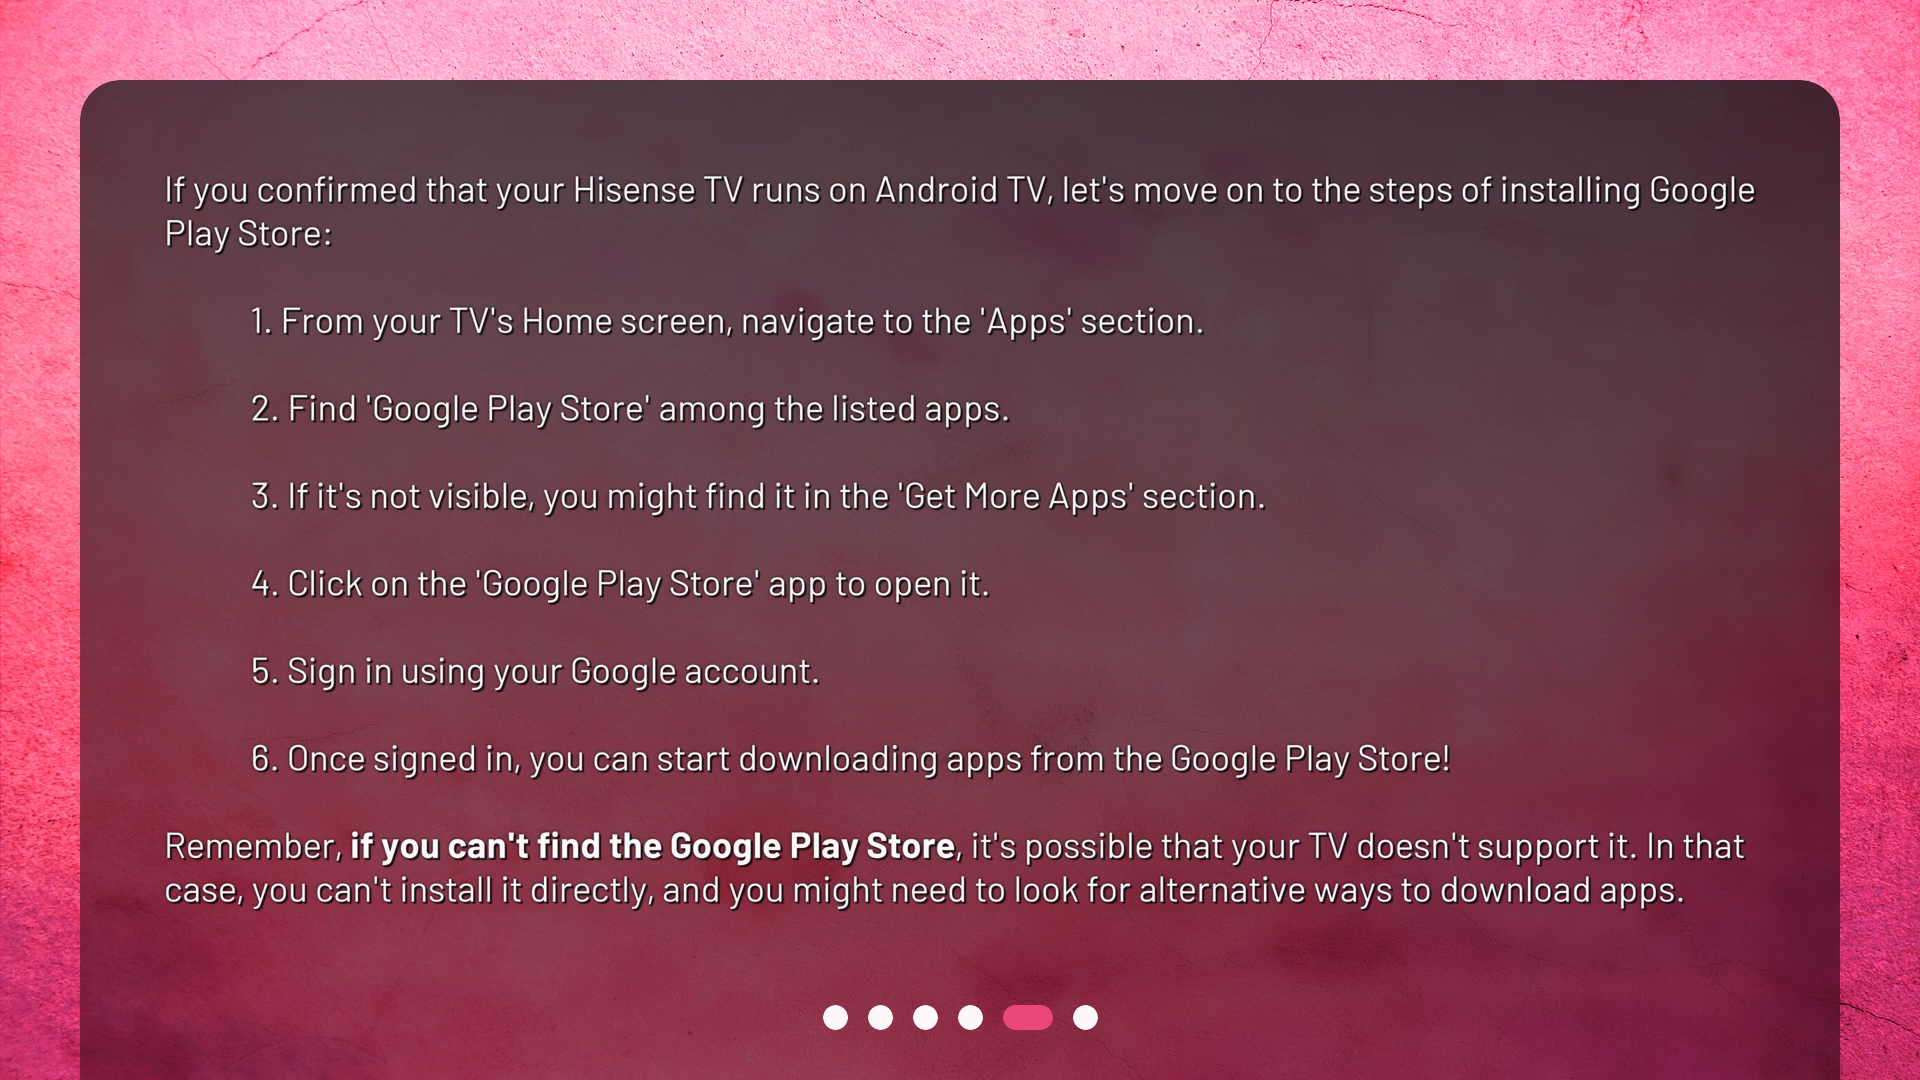 If you confirmed that your Hisense TV runs on Android TV, let's move on to the steps of installing Google
Play Store:
1. From your TV's Home screen, navigate to the 'Apps' section.
2. Find 'Google Play Store' among the listed apps.
3. If it's not visible, you might find it in the 'Get More Apps' section.
4. Click on the 'Google Play Store' app to open it.
5. Sign in using your Google account.
6. Once signed in, you can start downloading apps from the Google Play Store!
Remember, if you can't find the Google Play Store, it's possible that your TV doesn't support it. In that
case, you can't install it directly, and you might need to look for alternative ways to download apps.